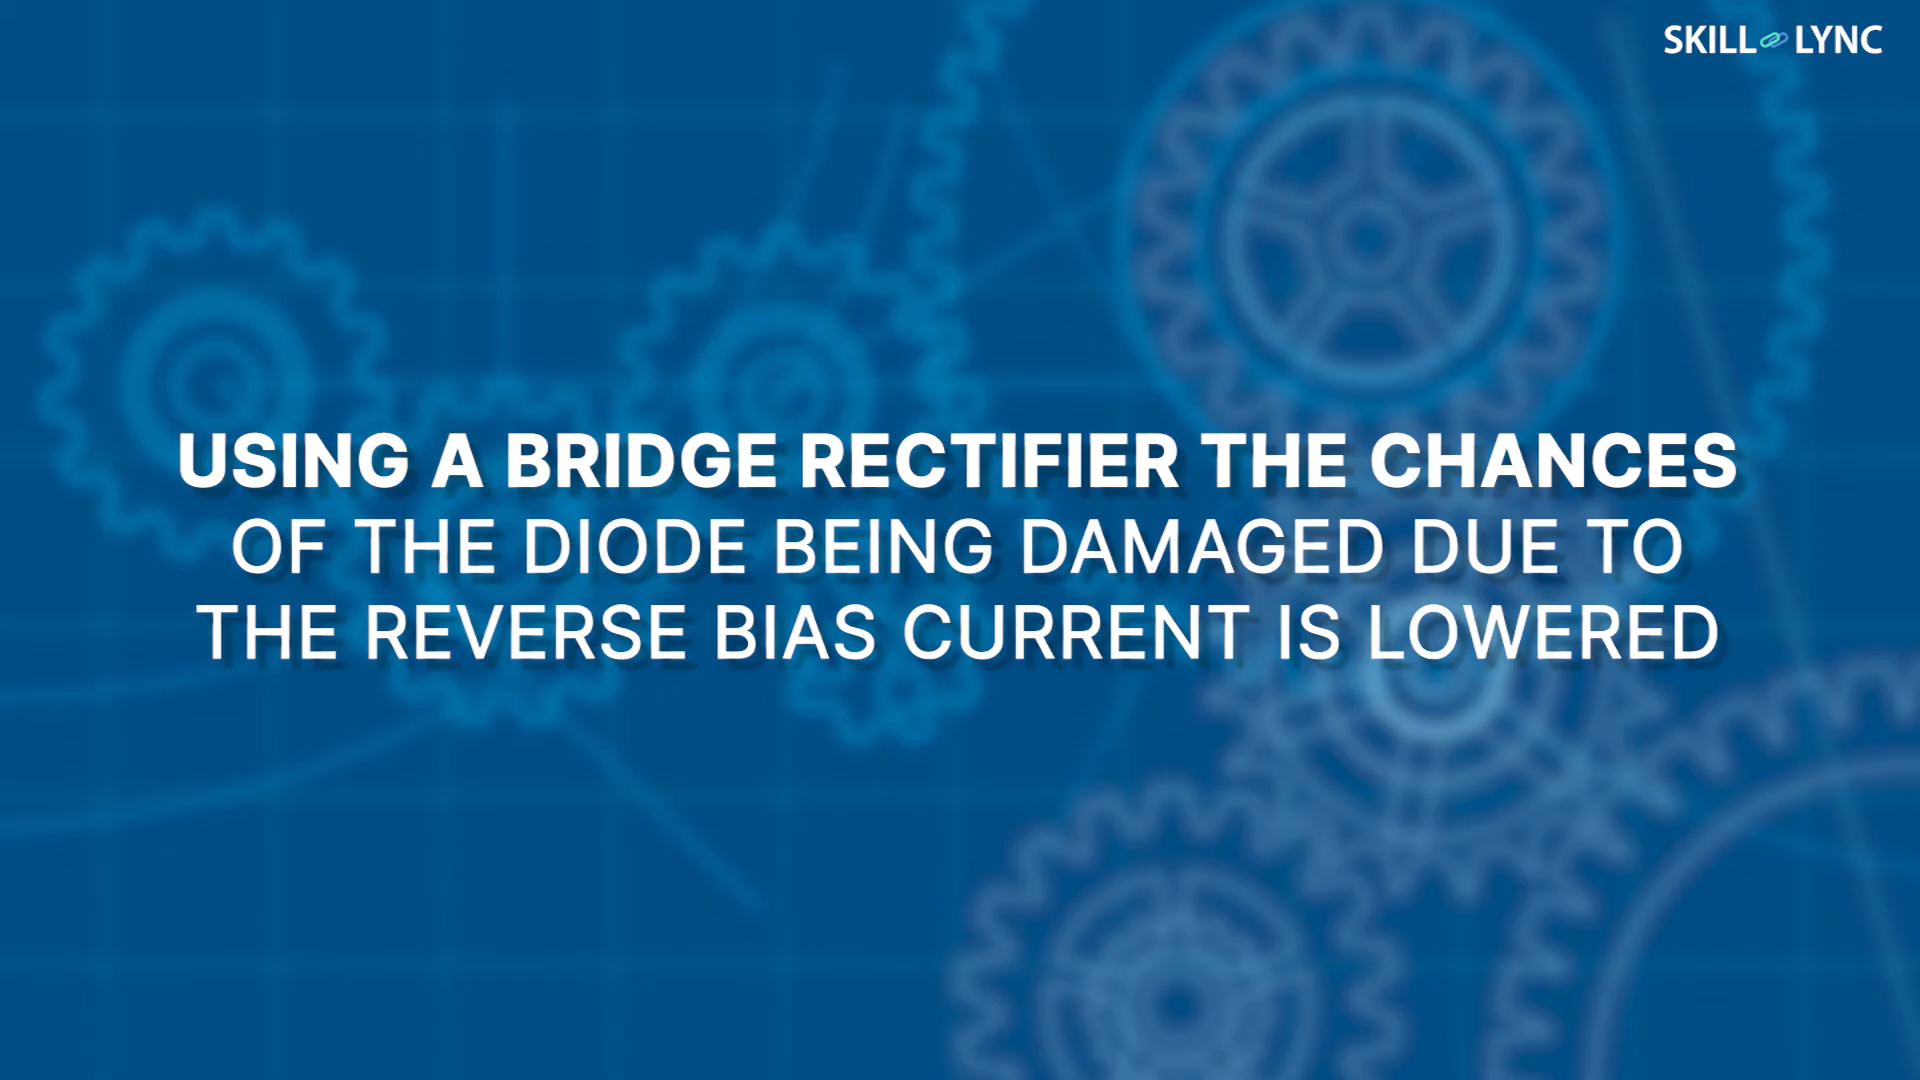 SKILL LYNC
USING A BRIDGE RECTIFIER THE CHANCES
OF THE DIODE BEING DAMAGED DUE TO
THE REVERSE BIAS CURRENT IS LOWERED